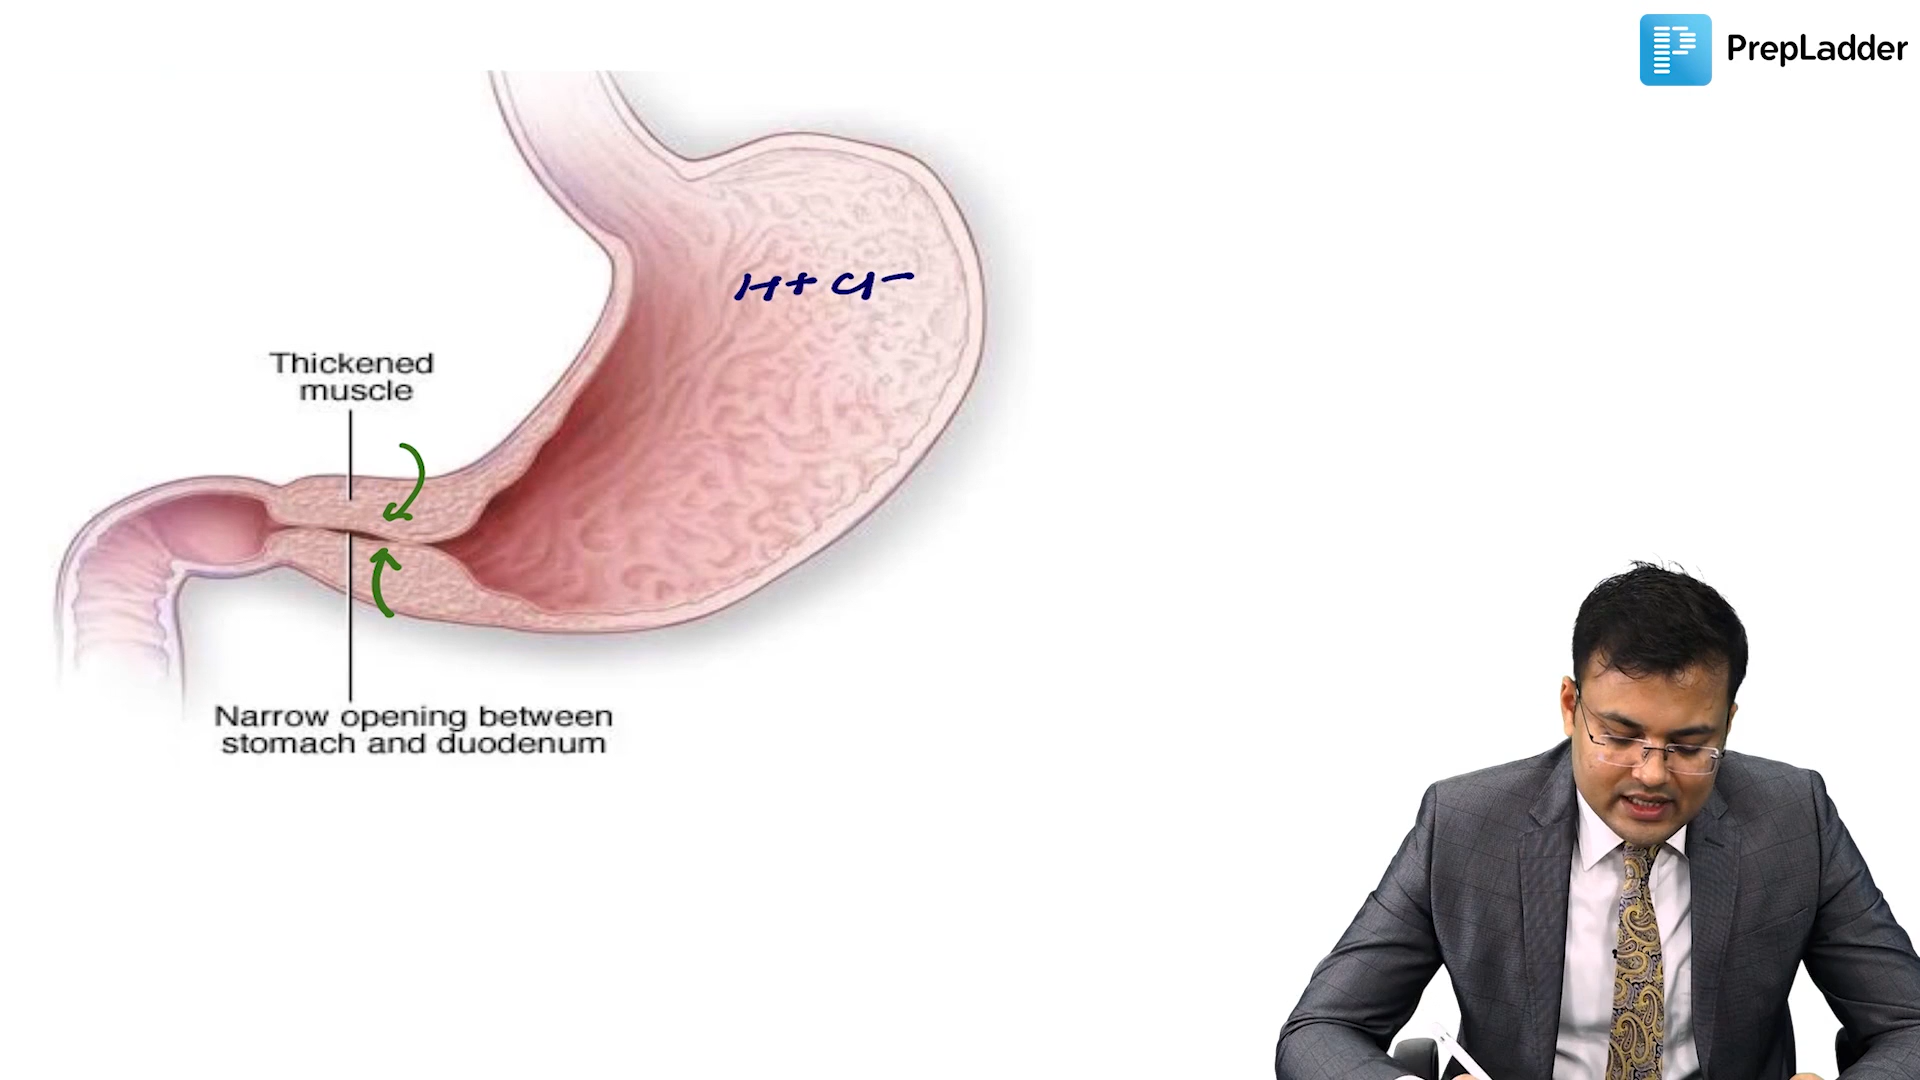 PrepLadder
H+ Cl-
Thickened
muscle
Narrow opening between
stomach and duodenum